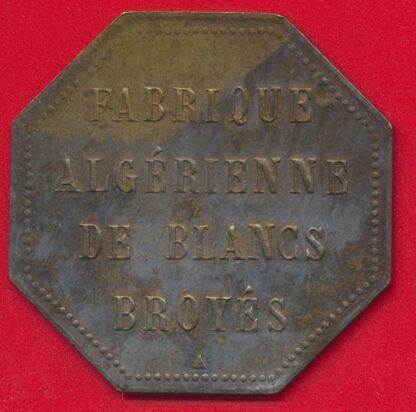 FABRIQUE
ALGÉRIENNE
DE BLANCS
BROYÉS